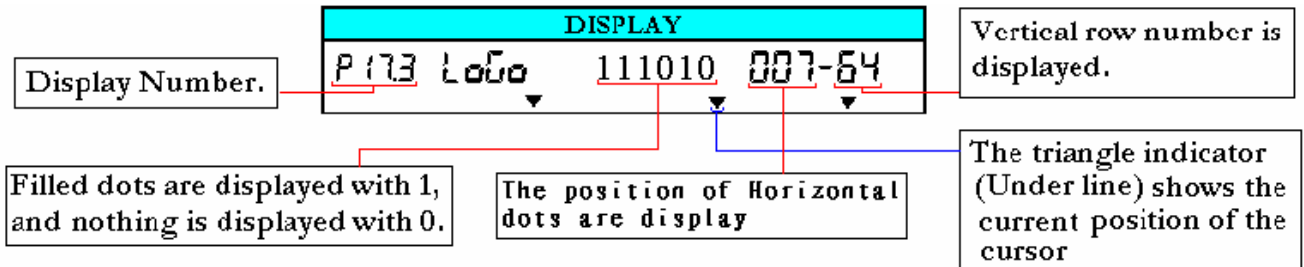 DISPLAY
P17.3 LoGo 111010 007-64
Display Number.
Vertical row number is
displayed.
Filled dots are displayed with 1,
and nothing is displayed with 0.
The position of Horizontal
dots are display
The triangle indicator
(Under line) shows the
current position of the
cursor